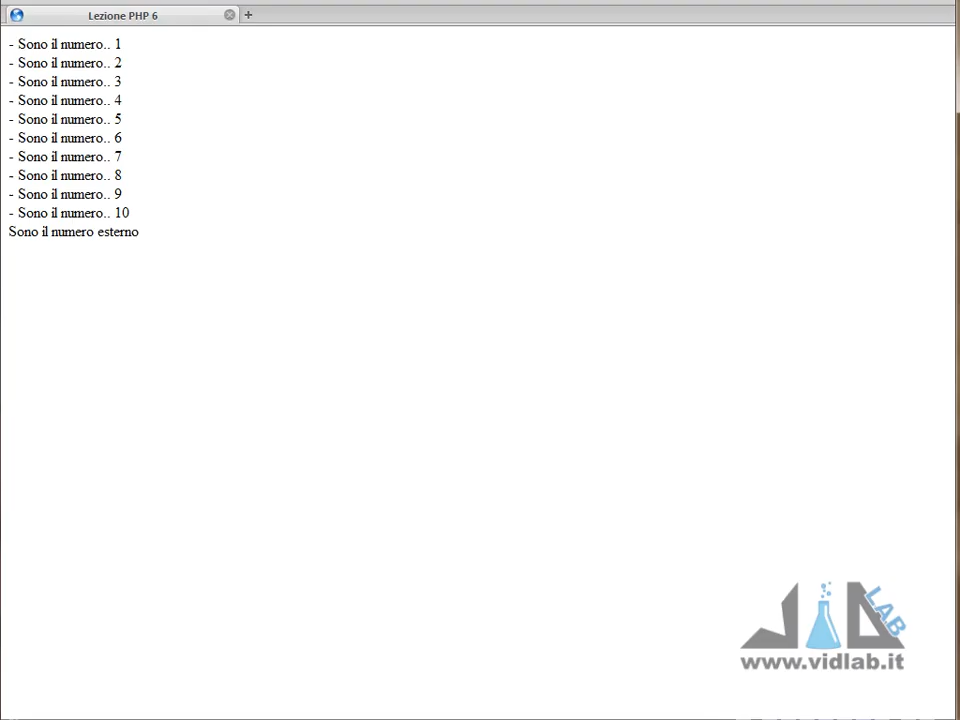 Lezione PHP 6
- Sono il numero.. 1
- Sono il numero.. 2
- Sono il numero.. 3
- Sono il numero.. 4
- Sono il numero.. 5
- Sono il numero.. 6
- Sono il numero.. 7
- Sono il numero.. 8
- Sono il numero.. 9
- Sono il numero.. 10
Sono il numero esterno
LAB
www.vidlab.it